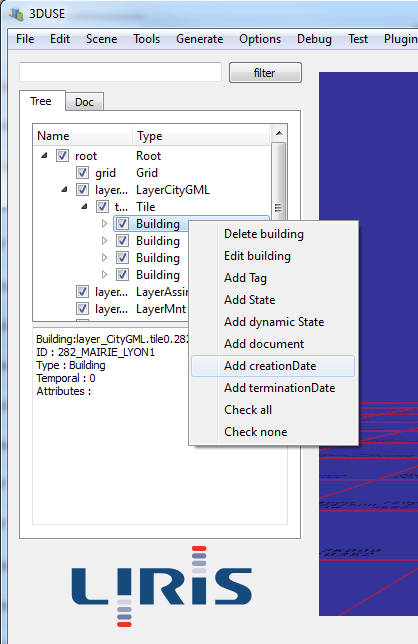 3DUSE
File Edit Scene Tools Generate Options Debug Test Plugin
filter
Tree Doc
Name Type
root Root
grid Grid
layer... LayerCityGML
t... Tile
Building
Building
Building
Building
layer... LayerAssin
layer... LayerMnt
Delete building
Edit building
Add Tag
Add State
Add dynamic State
Add document
Add creationDate
Add terminationDate
Check all
Check none
Building:layer_CityGML.tile0.282
ID : 282_MAIRIE_LYON1
Type : Building
Temporal : 0
Attributes :
LIRIS